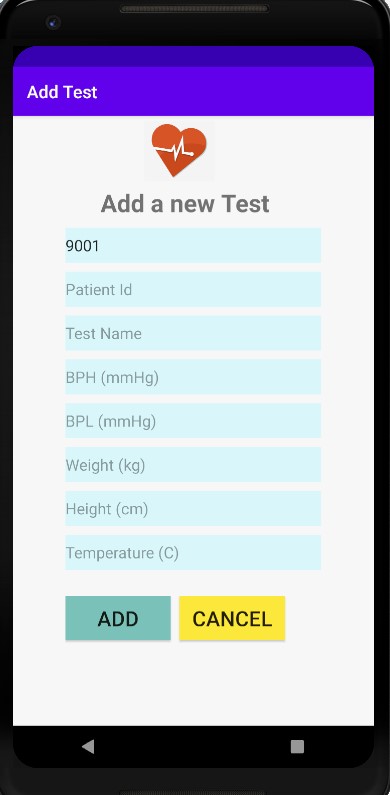 Add Test
Add a new Test
9001
Patient Id
Test Name
BPH (mmHg)
BPL (mmHg)
Weight (kg)
Height (cm)
Temperature (C)
ADD CANCEL